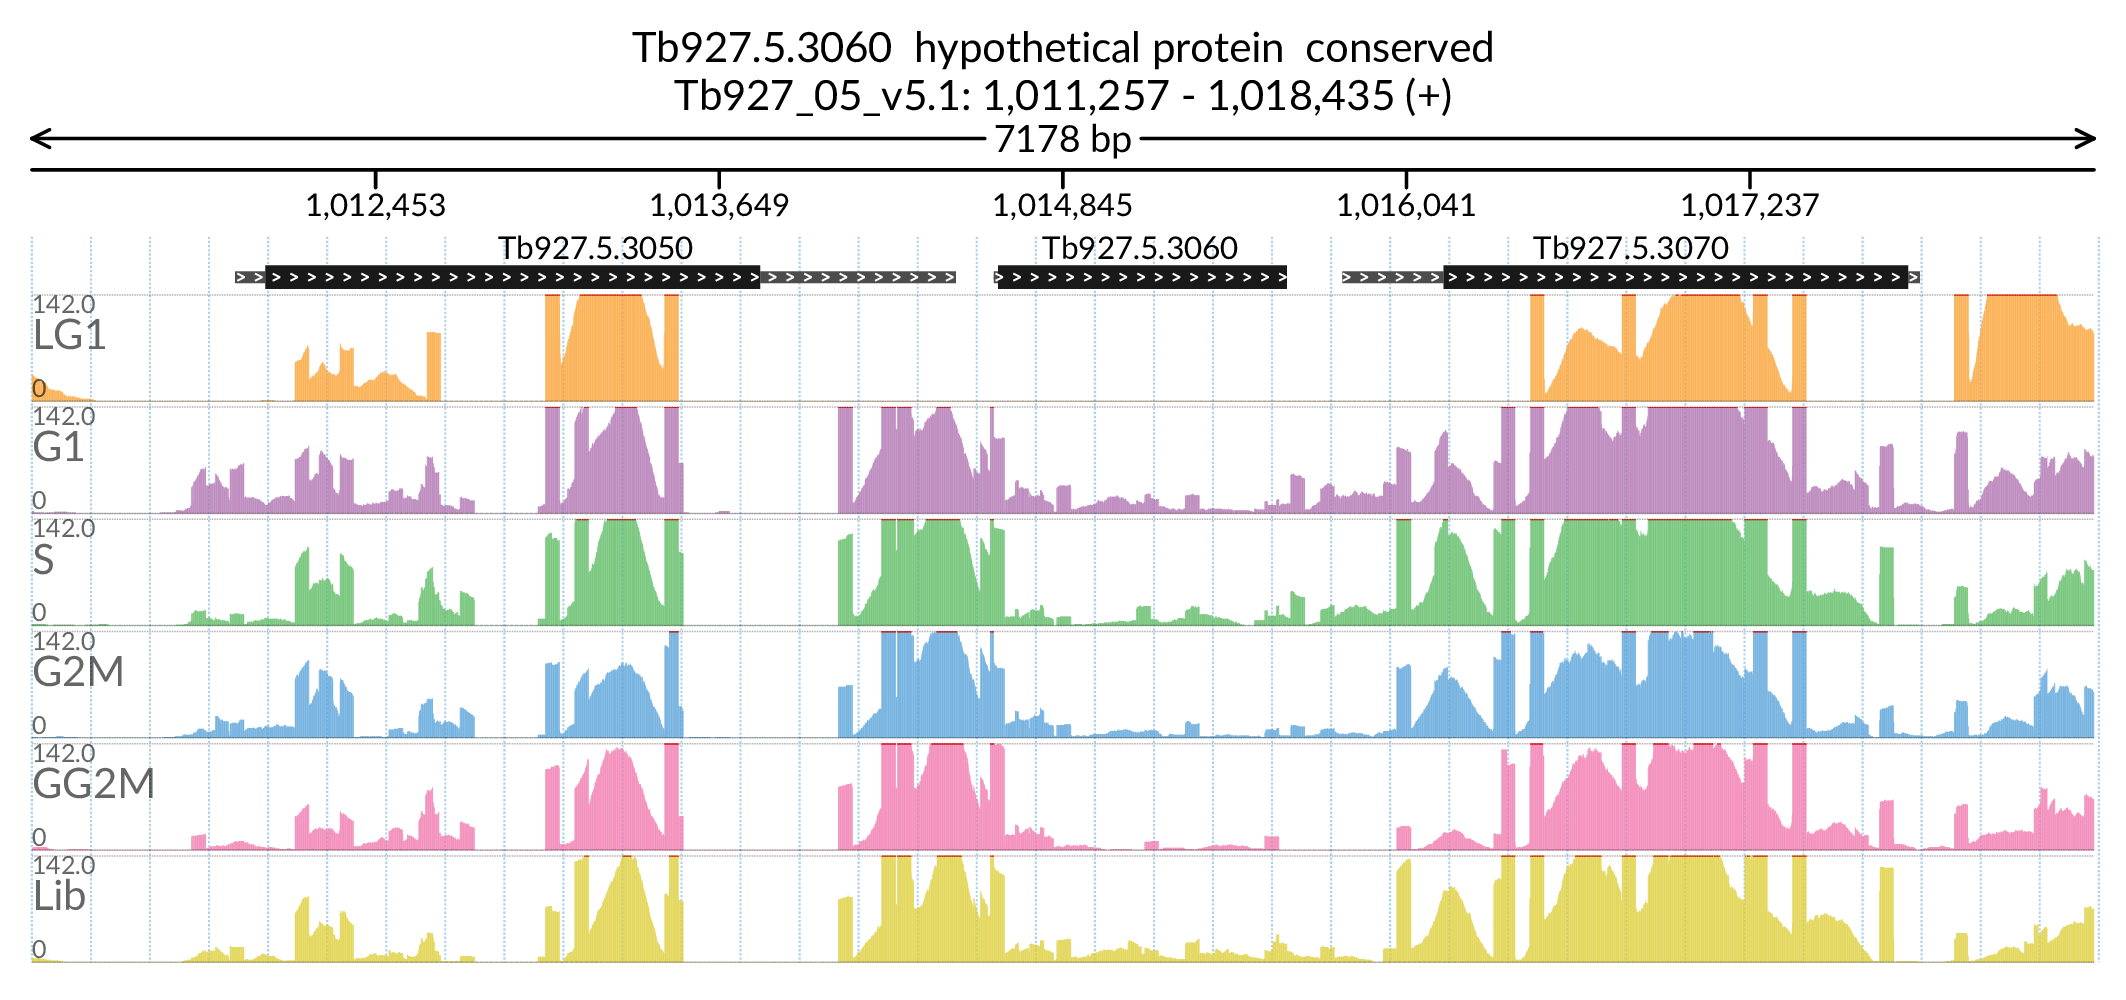 Tb927.5.3060 hypothetical protein conserved
Tb927_05_v5.1: 1,011,257 - 1,018,435 (+)
7178 bp
1,012,453 1,013,649 1,014,845 1,016,041 1,017,237
Tb927.5.3050 Tb927.5.3060 Tb927.5.3070
142.0
LG1
0
142.0
G1
0
142.0
S
0
142.0
G2M
0
142.0
GG2M
0
142.0
Lib
0